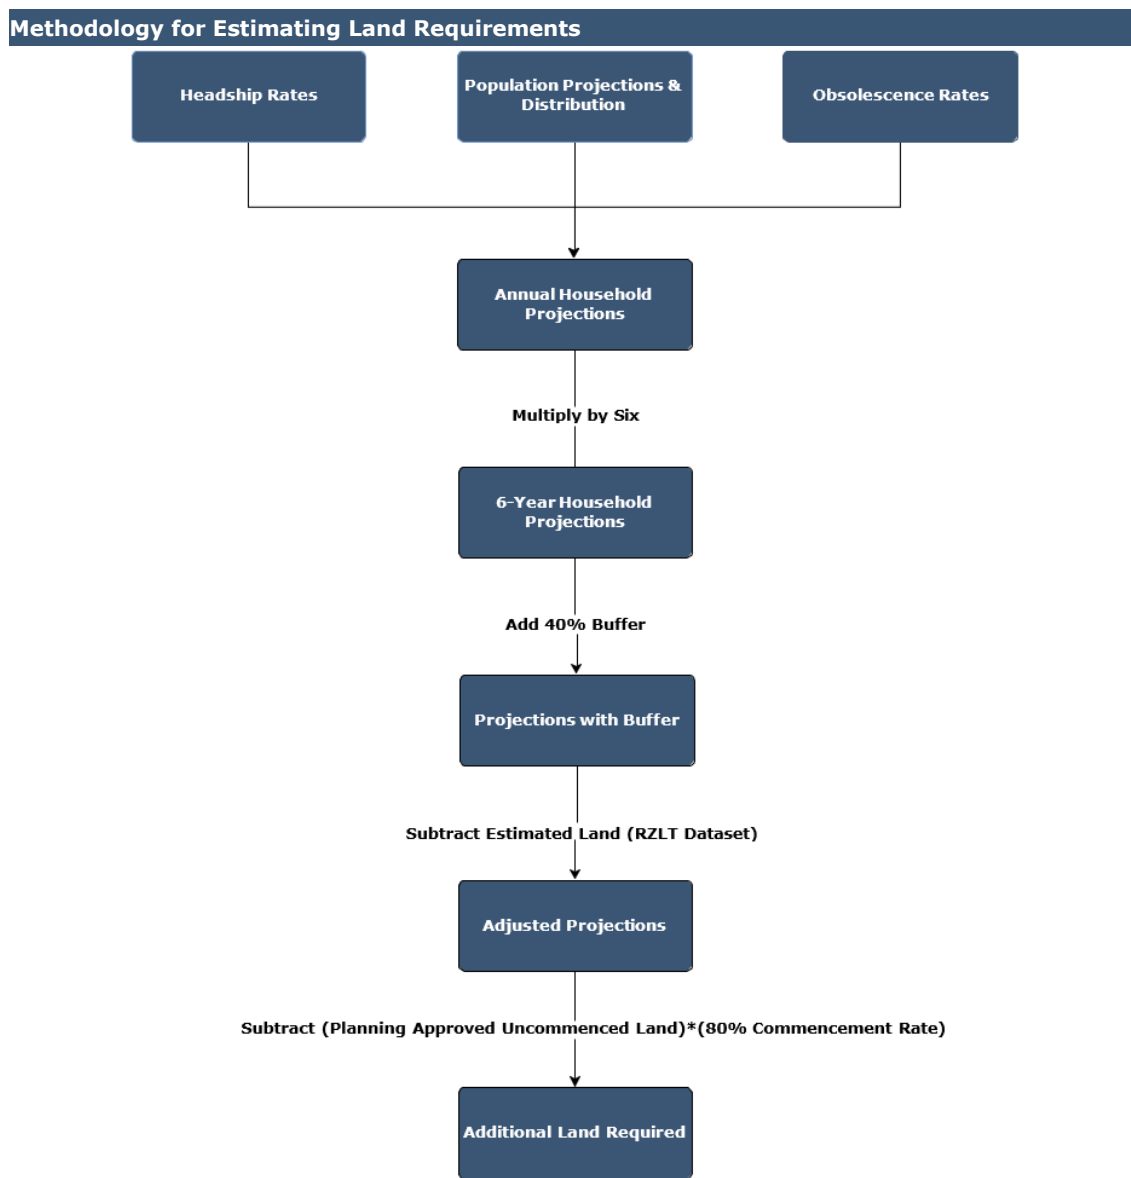 Methodology for Estimating Land Requirements
Headship Rates
Population Projections &
Distribution
Obsolescence Rates
Annual Household
Projections
Multiply by Six
6-Year Household
Projections
Add 40% Buffer
Projections with Buffer
Subtract Estimated Land (RZLT Dataset)
Adjusted Projections
Subtract (Planning Approved Uncommenced Land)*(80% Commencement Rate)
Additional Land Required